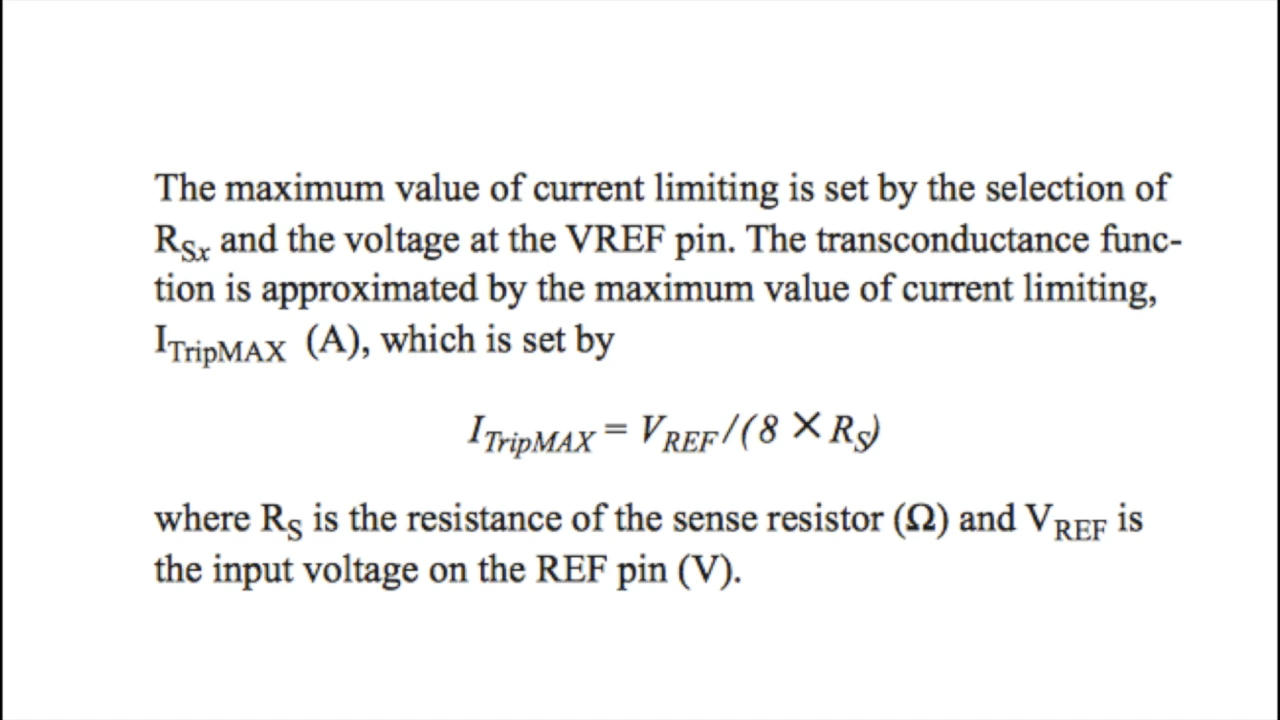 The maximum value of current limiting is set by the selection of
RSx and the voltage at the VREF pin. The transconductance func-
tion is approximated by the maximum value of current limiting,
ITripMAX (A), which is set by
ITripMAX = VREF/(8 × RS)
where RS is the resistance of the sense resistor (Ω) and VREF is
the input voltage on the REF pin (V).